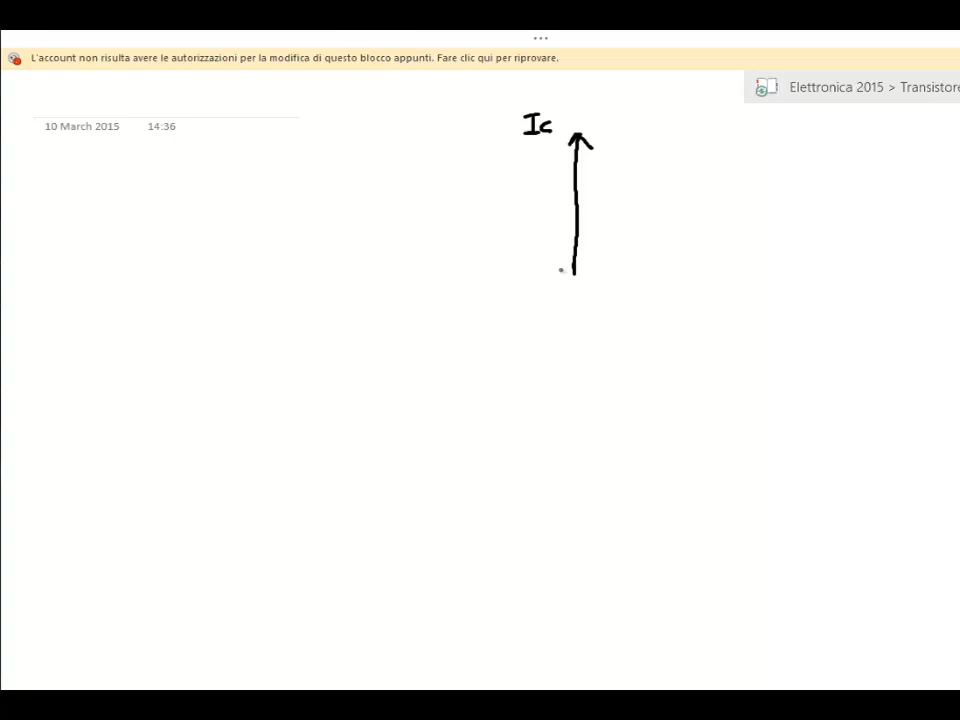 L'account non risulta avere le autorizzazioni per la modifica di questo blocco appunti. Fare clic qui per riprovare.
Elettronica 2015 > Transistore
10 March 2015 14:36
Ic